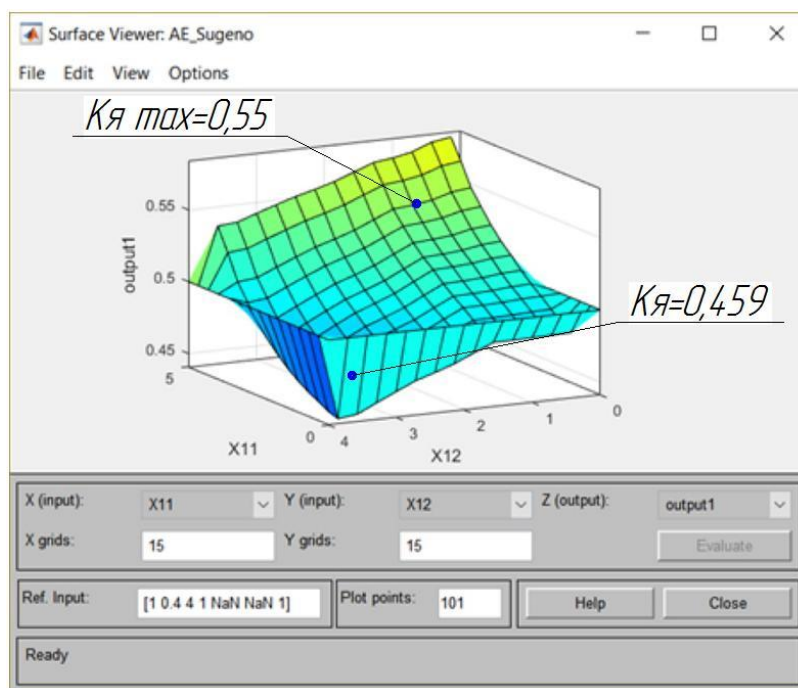 Surface Viewer: AE_Sugeno
File Edit View Options
Kя max=0,55
Kя=0,459
output1
0.55
0.5
0.45
5
0
X11
4
3
2
1
0
X12
X (input): X11 Y (input): X12 Z (output): output1
X grids: 15 Y grids: 15 Evaluate
Ref. Input: [1 0.4 4 1 NaN NaN 1] Plot points: 101 Help Close
Ready